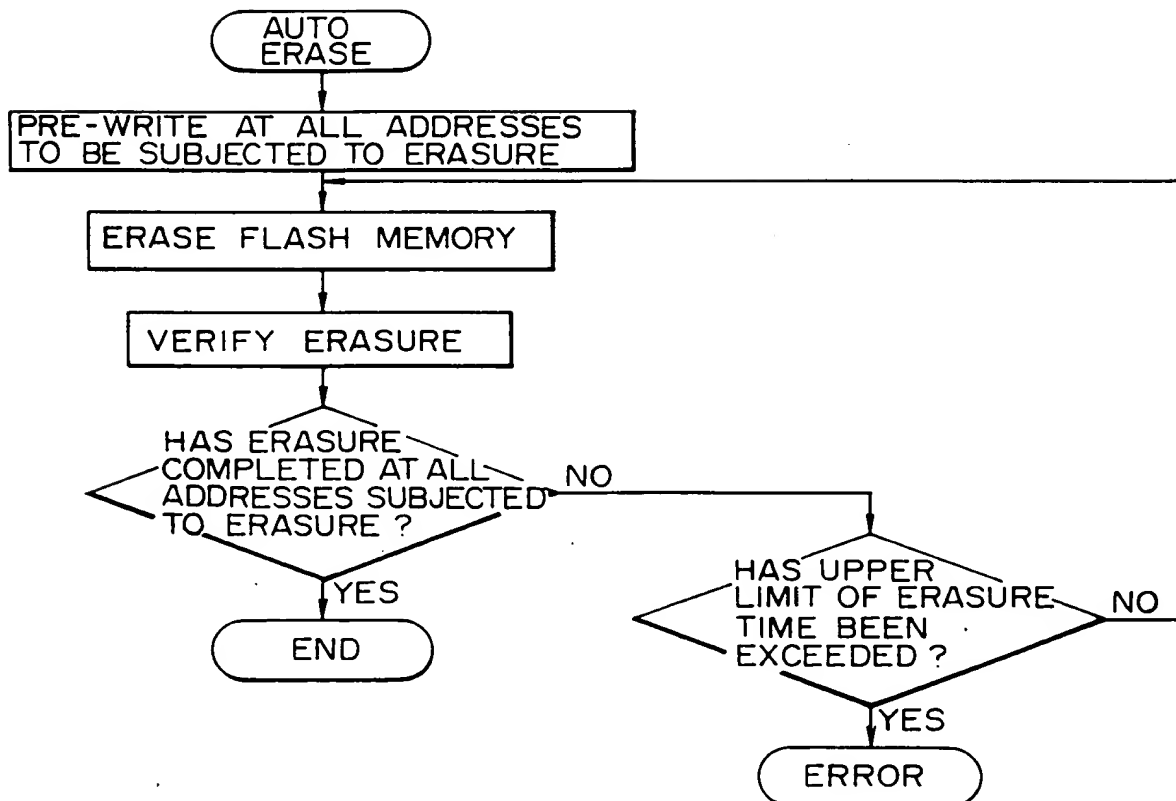 AUTO
ERASE
PRE-WRITE AT ALL ADDRESSES
TO BE SUBJECTED TO ERASURE
ERASE FLASH MEMORY
VERIFY ERASURE
HAS ERASURE
COMPLETED AT ALL
ADDRESSES SUBJECTED
TO ERASURE ?
NO
YES
END
HAS UPPER
LIMIT OF ERASURE
TIME BEEN
EXCEEDED ?
NO
YES
ERROR